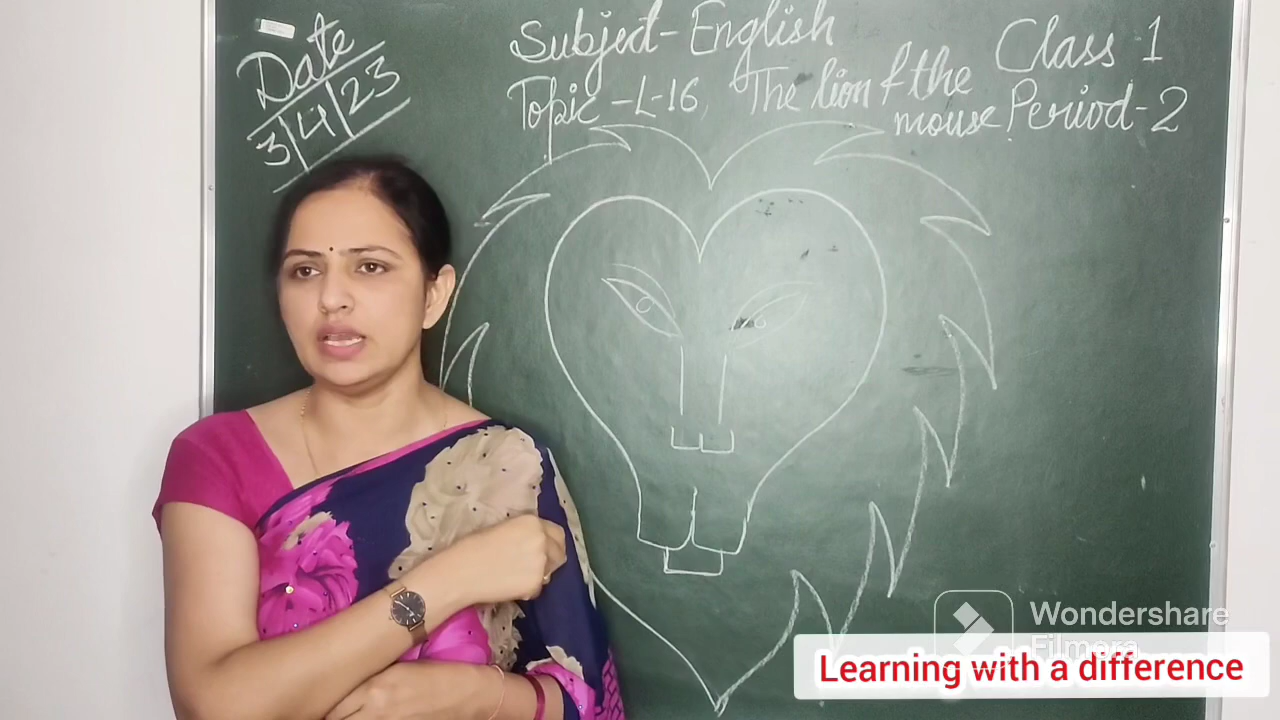 Date
3/4/23
Subject- English
Topic -L-16, The lion & the
mouse
Class - 1
Period-2
Wondershare
Filmora
Learning with a difference